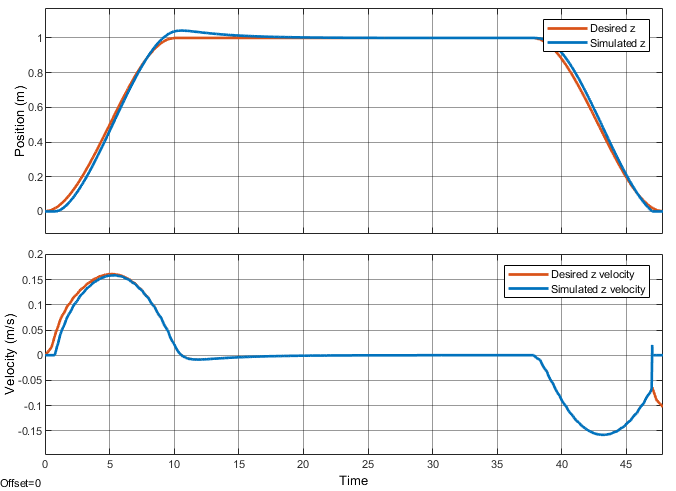 Desired z
Simulated z
Position (m)
1
0.8
0.6
0.4
0.2
0
Desired z velocity
Simulated z velocity
Velocity (m/s)
0.2
0.15
0.1
0.05
0
-0.05
-0.1
-0.15
0 5 10 15 20 25 30 35 40 45
Time
Offset=0